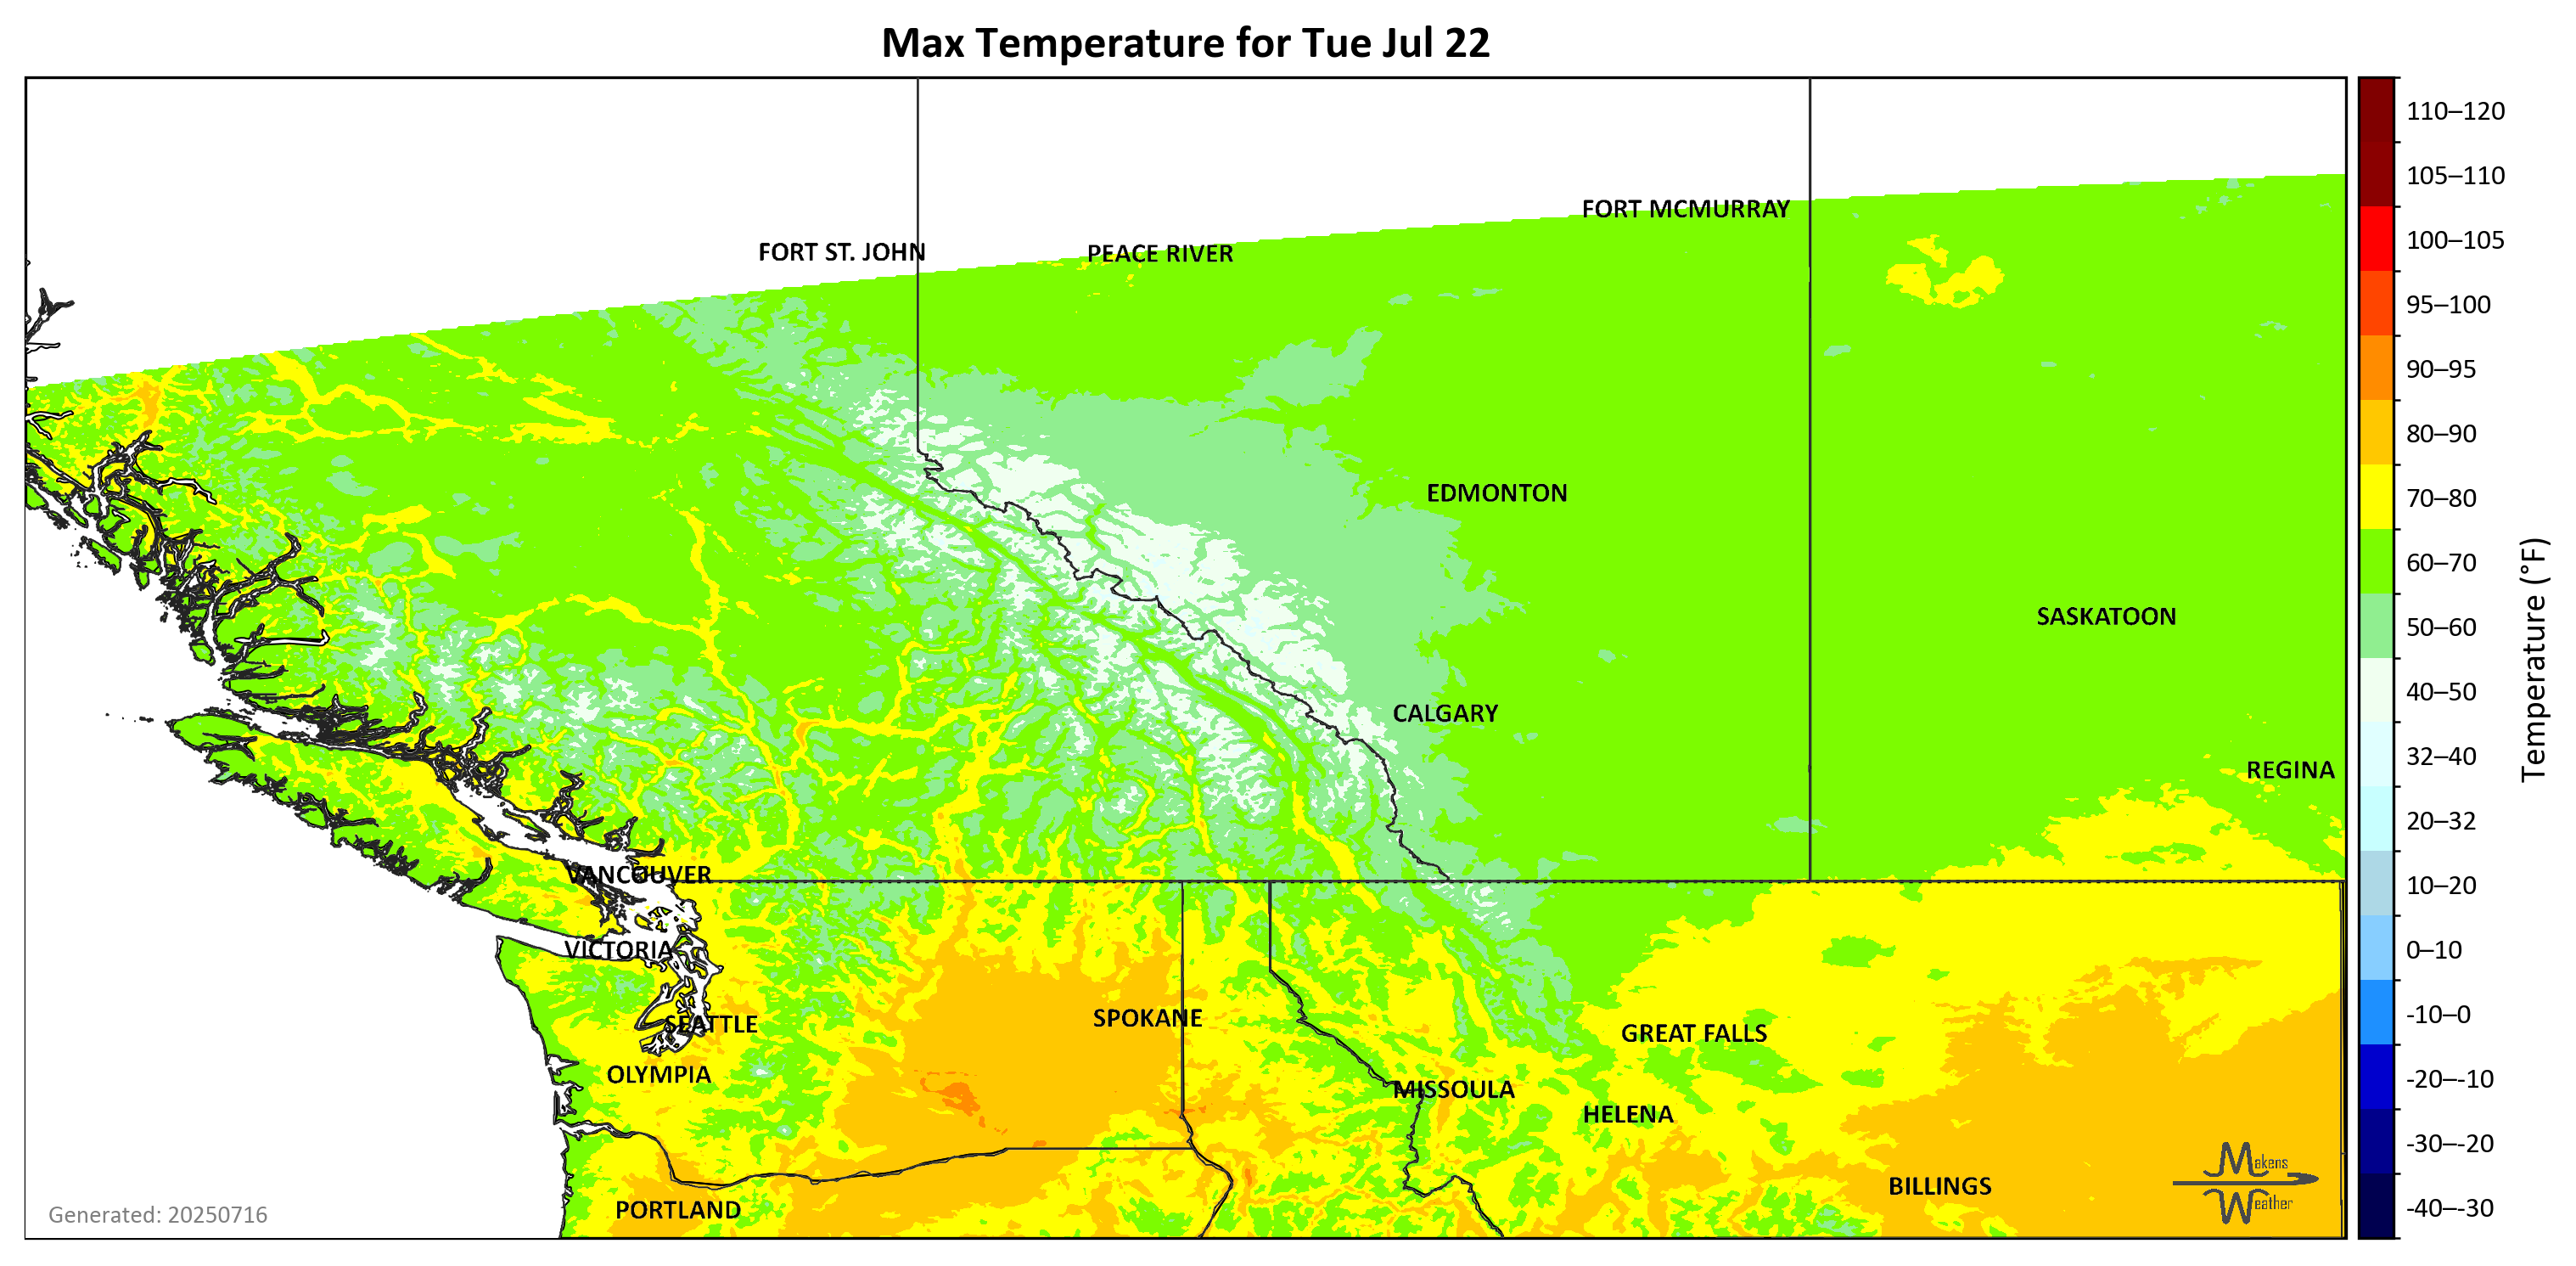 Max Temperature for Tue Jul 22
FORT MCMURRAY
FORT ST. JOHN
PEACE RIVER
EDMONTON
SASKATOON
CALGARY
REGINA
VANCOUVER
VICTORIA
SEATTLE
SPOKANE
GREAT FALLS
OLYMPIA
MISSOULA
HELENA
BILLINGS
PORTLAND
Makens
Weather
Generated: 20250716
110–120
105–110
100–105
95–100
90–95
80–90
70–80
60–70
50–60
40–50
32–40
20–32
10–20
0–10
-10–0
-20–-10
-30–-20
-40–-30
Temperature (°F)